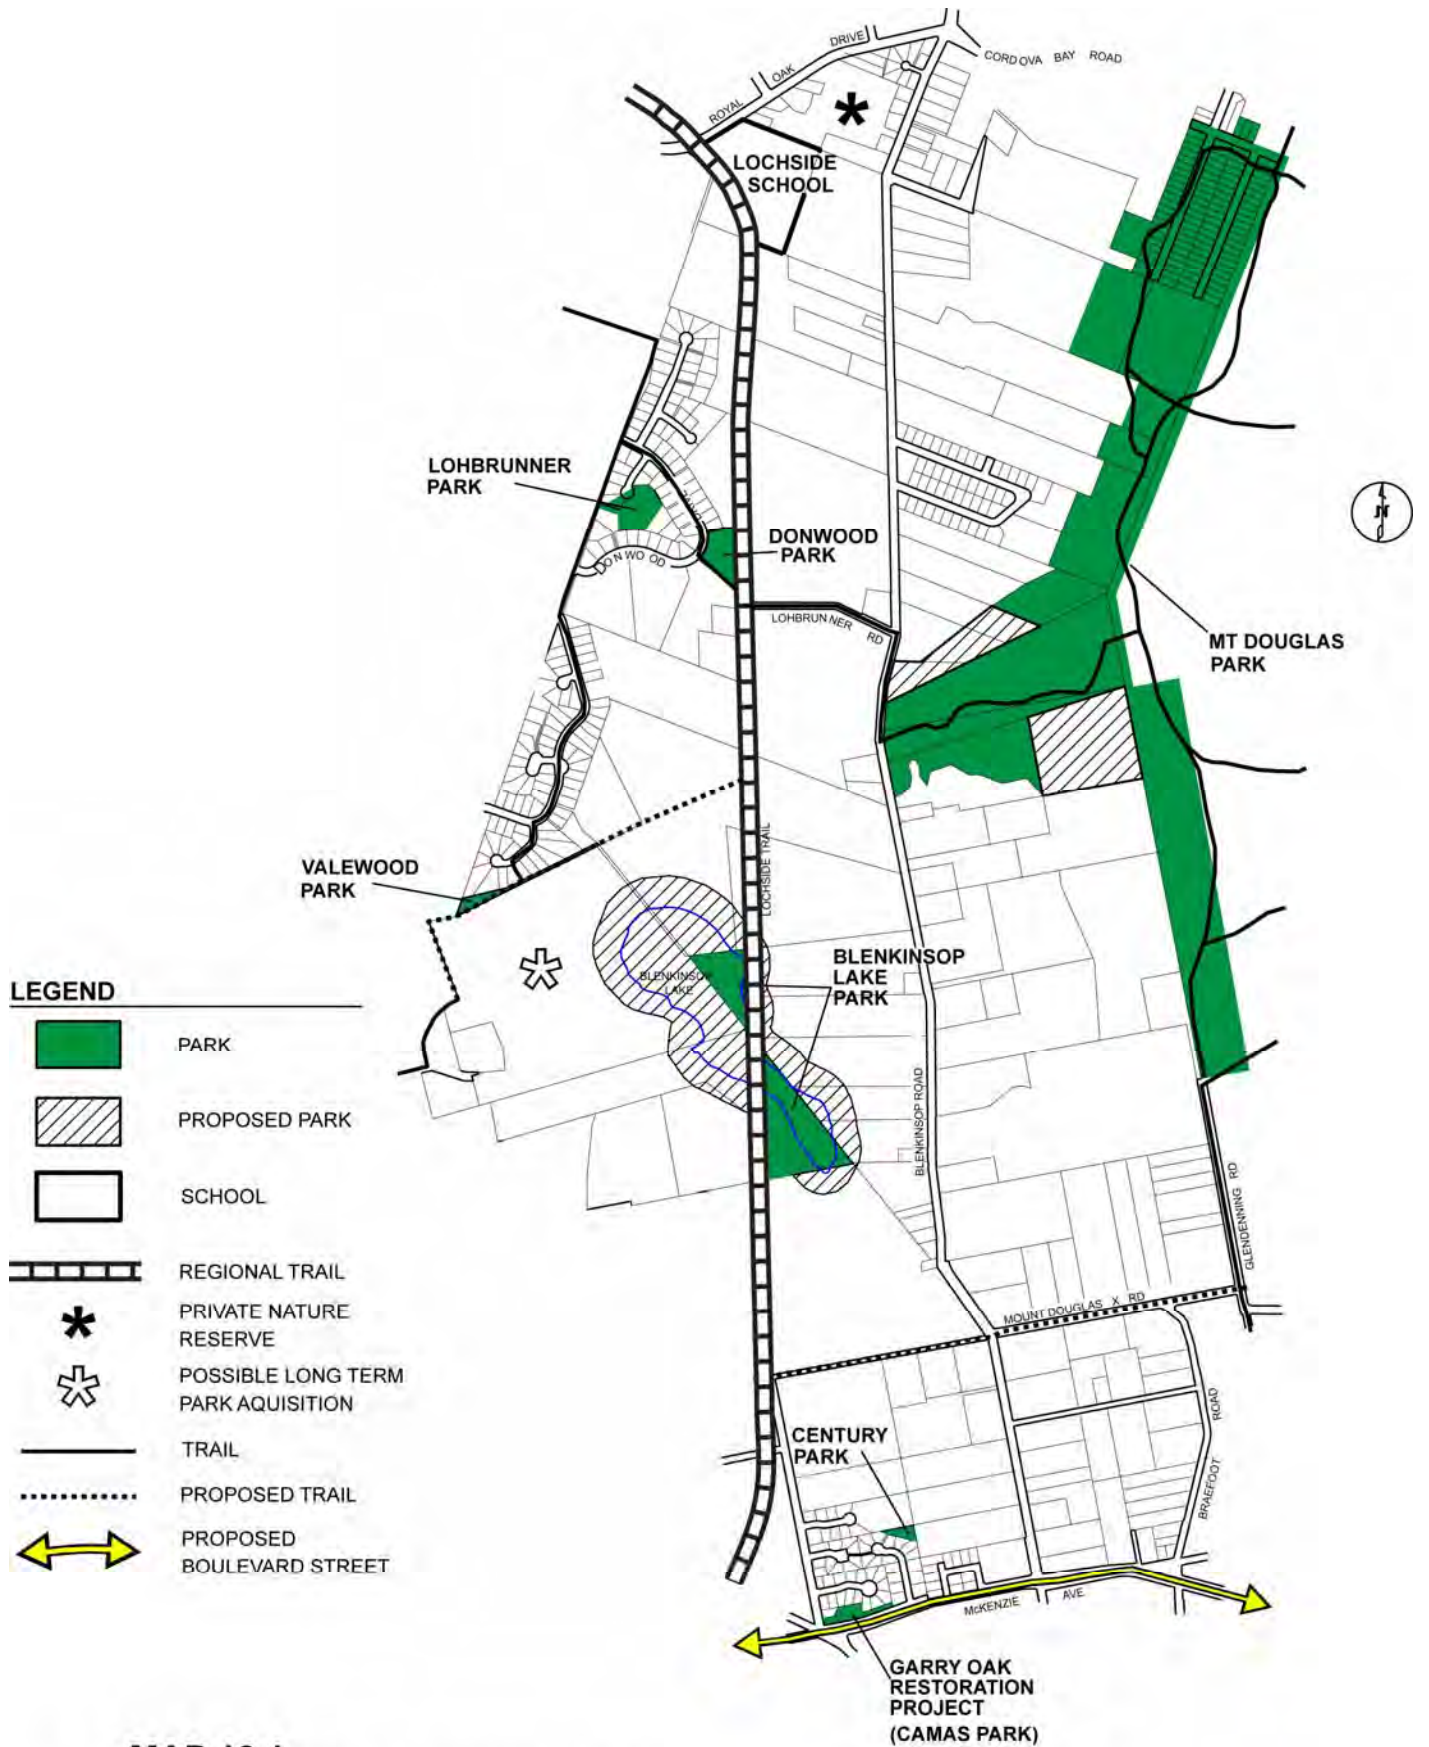 CORDOVA BAY ROAD
ROYAL OAK DRIVE
LOCHSIDE
SCHOOL
LOHBRUNNER
PARK
DONWOOD
PARK
DONWOOD
LOHBRUNNER RD
MT DOUGLAS
PARK
N
VALEWOOD
PARK
LOCHSIDE TRAIL
BLENKINSOP
LAKE
BLENKINSOP
LAKE
PARK
BLENKINSOP ROAD
GLENDENNING RD
MOUNT DOUGLAS X RD
CENTURY
PARK
BRAEFOOT ROAD
McKENZIE AVE
GARRY OAK
RESTORATION
PROJECT
(CAMAS PARK)
LEGEND
PARK
PROPOSED PARK
SCHOOL
REGIONAL TRAIL
PRIVATE NATURE
RESERVE
POSSIBLE LONG TERM
PARK AQUISITION
TRAIL
PROPOSED TRAIL
PROPOSED
BOULEVARD STREET